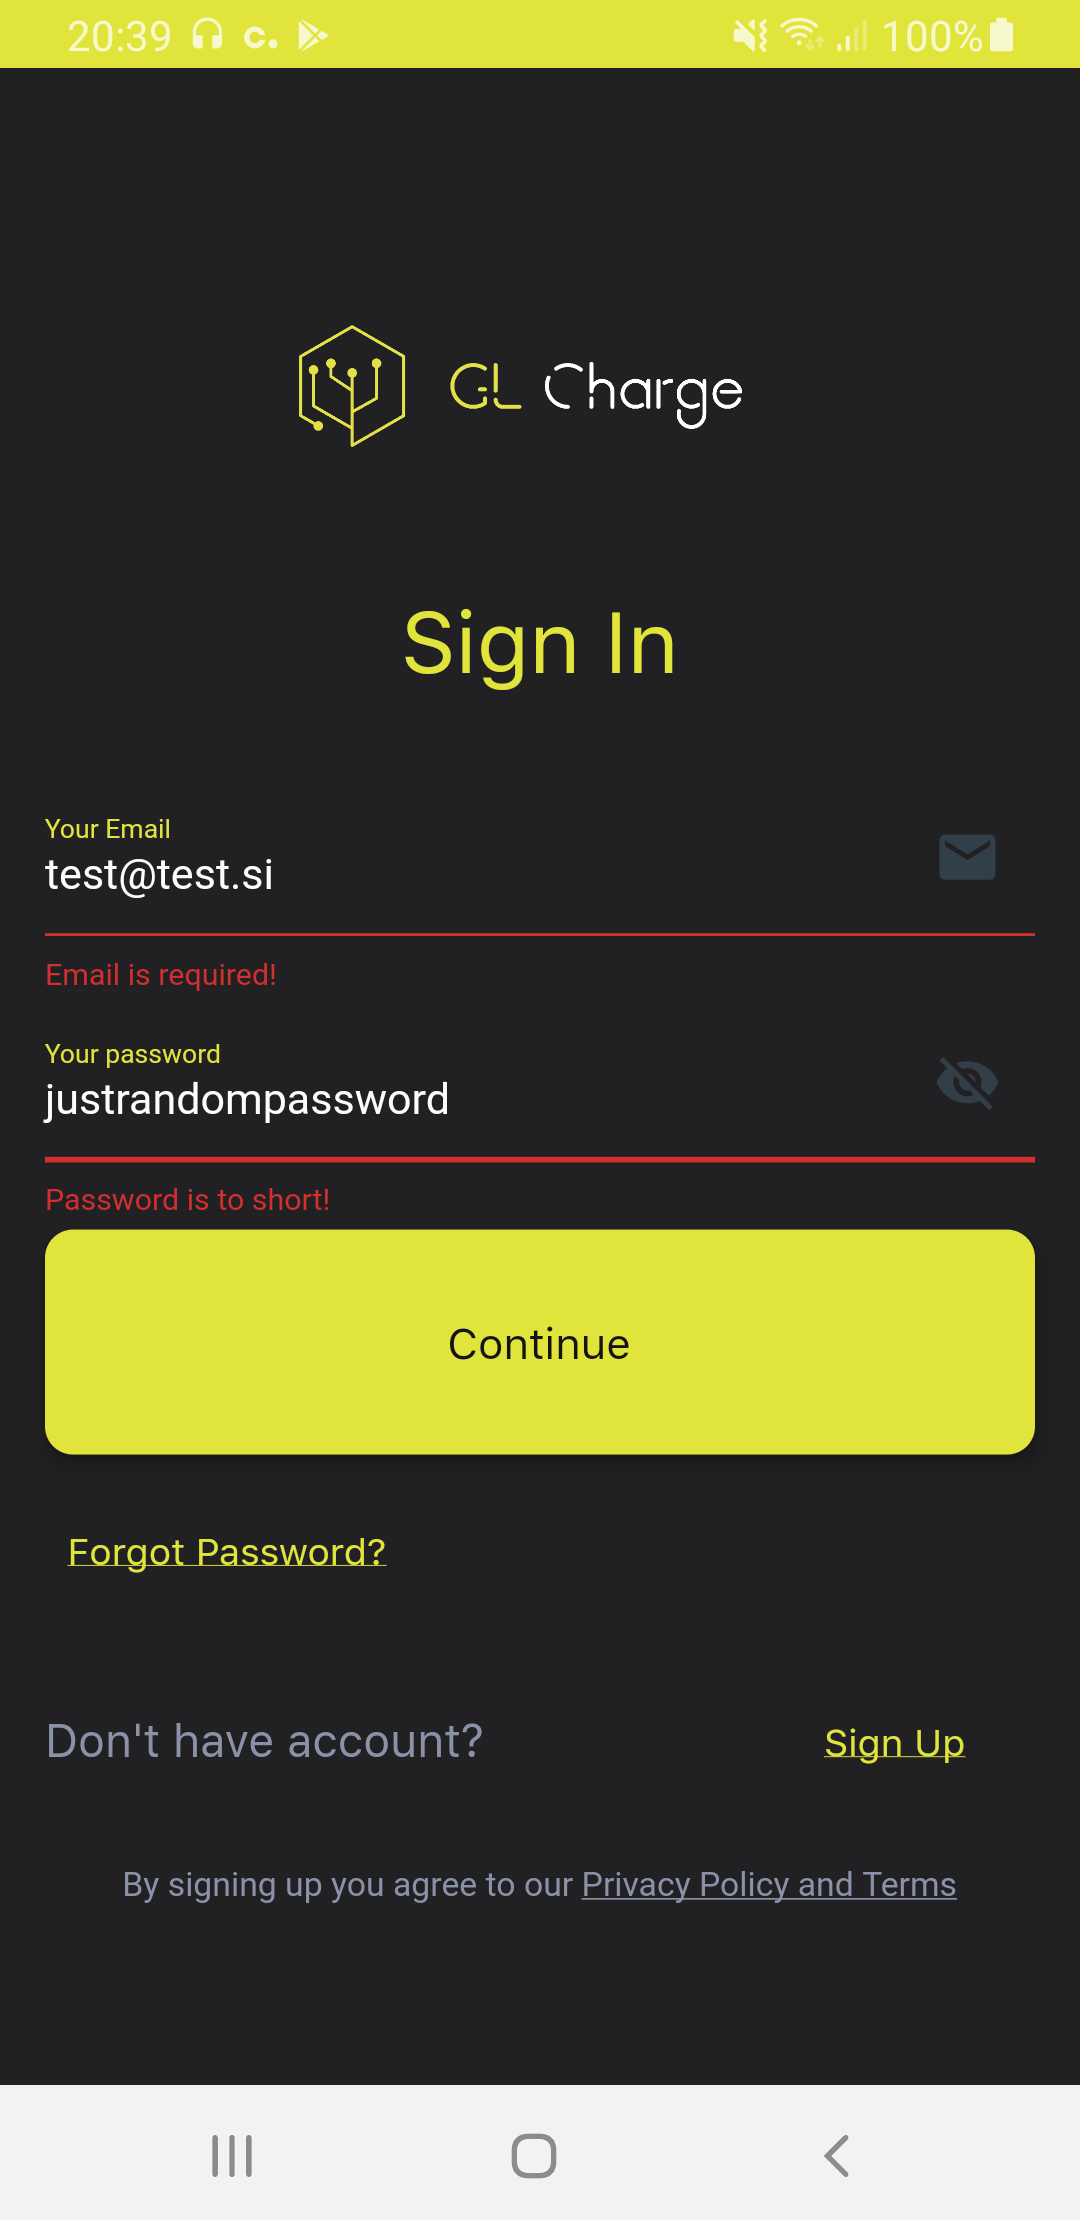 20:39 c. 100%
GL Charge
Sign In
Your Email
test@test.si
Email is required!
Your password
justrandompassword
Password is to short!
Continue
Forgot Password?
Don't have account? Sign Up
By signing up you agree to our Privacy Policy and Terms